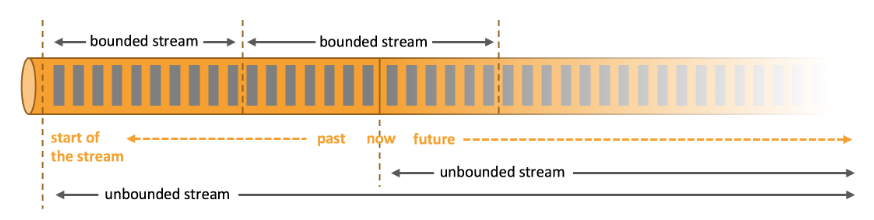 bounded stream
bounded stream
start of
the stream
past now future
unbounded stream
unbounded stream